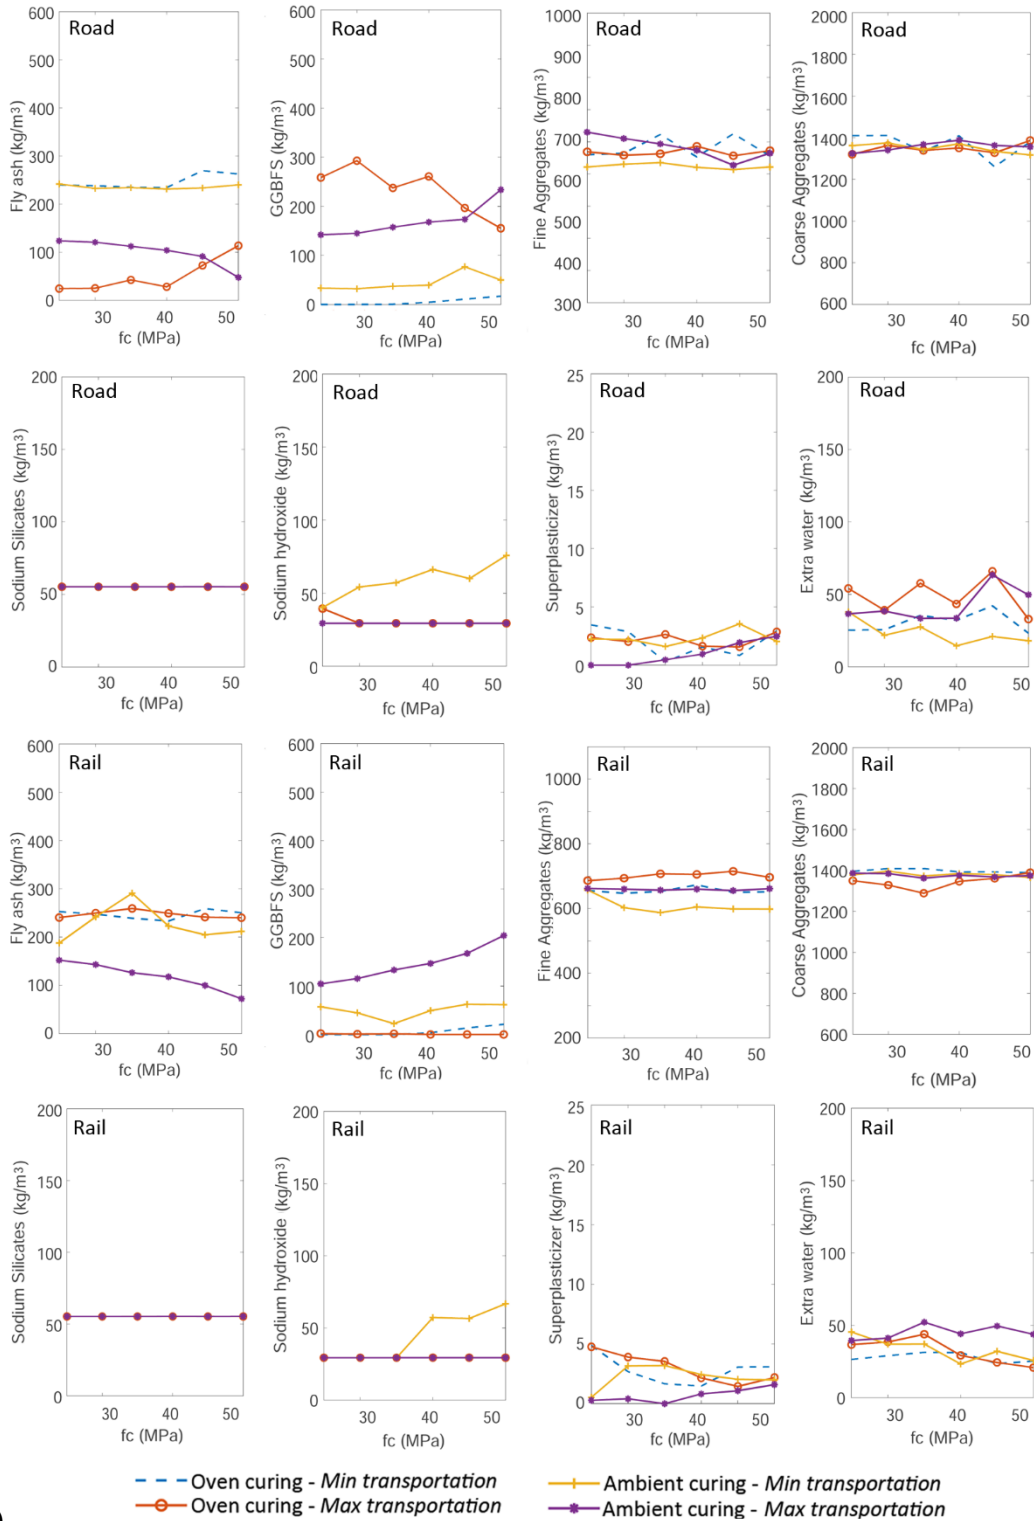 Road
Fly ash (kg/m³)
600
500
400
300
200
100
0
30 40 50
fc (MPa)
Road
GGBFS (kg/m³)
600
500
400
300
200
100
0
30 40 50
fc (MPa)
Road
Fine Aggregates (kg/m³)
1000
900
800
700
600
500
400
300
30 40 50
fc (MPa)
Road
Coarse Aggregates (kg/m³)
2000
1800
1600
1400
1200
1000
800
600
30 40 50
fc (MPa)
Road
Sodium Silicates (kg/m³)
200
150
100
50
0
30 40 50
fc (MPa)
Road
Sodium hydroxide (kg/m³)
200
150
100
50
0
30 40 50
fc (MPa)
Road
Superplasticizer (kg/m³)
25
20
15
10
5
0
30 40 50
fc (MPa)
Road
Extra water (kg/m³)
200
150
100
50
0
30 40 50
fc (MPa)
Rail
Fly ash (kg/m³)
600
500
400
300
200
100
0
30 40 50
fc (MPa)
Rail
GGBFS (kg/m³)
600
500
400
300
200
100
0
30 40 50
fc (MPa)
Rail
Fine Aggregates (kg/m³)
1000
800
600
400
200
30 40 50
fc (MPa)
Rail
Coarse Aggregates (kg/m³)
2000
1800
1600
1400
1200
1000
800
600
30 40 50
fc (MPa)
Rail
Sodium Silicates (kg/m³)
200
150
100
50
0
30 40 50
fc (MPa)
Rail
Sodium hydroxide (kg/m³)
200
150
100
50
0
30 40 50
fc (MPa)
Rail
Superplasticizer (kg/m³)
25
20
15
10
5
0
30 40 50
fc (MPa)
Rail
Extra water (kg/m³)
200
150
100
50
0
30 40 50
fc (MPa)
Oven curing - Min transportation
Oven curing - Max transportation
Ambient curing - Min transportation
Ambient curing - Max transportation